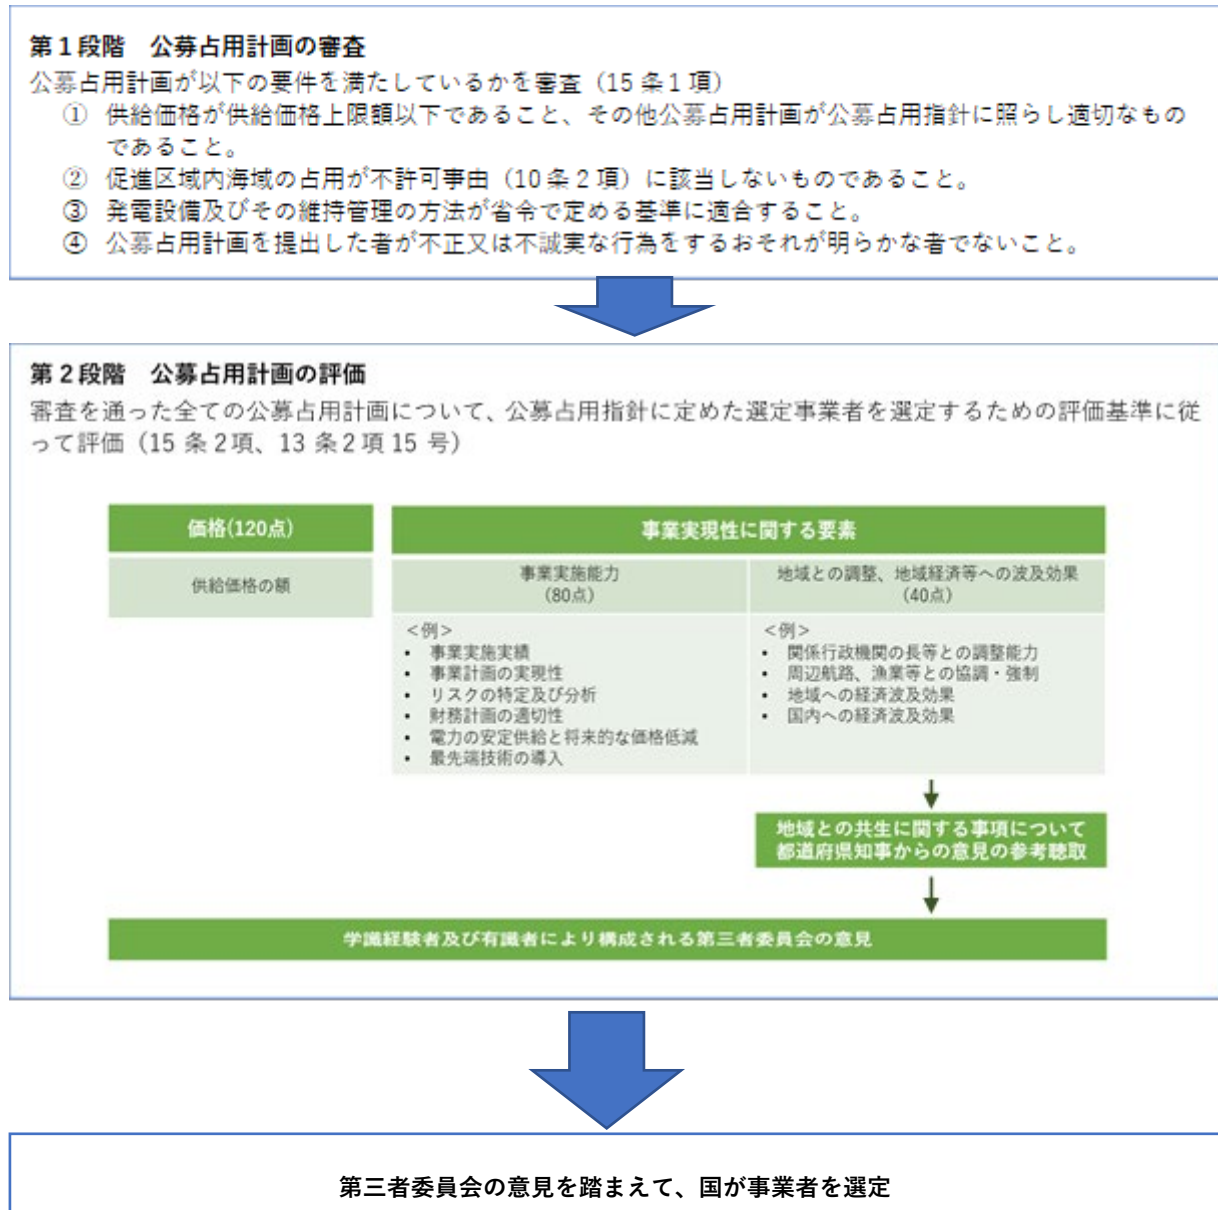 第１段階　公募占用計画の審査
公募占用計画が以下の要件を満たしているかを審査（15 条１項）
① 供給価格が供給価格上限額以下であること、その他公募占用計画が公募占用指針に照らし適切なもの
であること。
② 促進区域内海域の占用が不許可事由（10 条２項）に該当しないものであること。
③ 発電設備及びその維持管理の方法が省令で定める基準に適合すること。
④ 公募占用計画を提出した者が不正又は不誠実な行為をするおそれが明らかな者でないこと。
第２段階　公募占用計画の評価
審査を通った全ての公募占用計画について、公募占用指針に定めた選定事業者を選定するための評価基準に従
って評価（15 条２項、13 条２項 15 号）
価格(120点)
供給価格の額
事業実現性に関する要素
事業実施能力
(80点)
地域との調整、地域経済等への波及効果
(40点)
＜例＞
• 事業実施実績
• 事業計画の実現性
• リスクの特定及び分析
• 財務計画の適切性
• 電力の安定供給と将来的な価格低減
• 最先端技術の導入
＜例＞
• 関係行政機関の長等との調整能力
• 周辺航路、漁業等との協調・強制
• 地域への経済波及効果
• 国内への経済波及効果
地域との共生に関する事項について
都道府県知事からの意見の参考聴取
学識経験者及び有識者により構成される第三者委員会の意見
第三者委員会の意見を踏まえて、国が事業者を選定